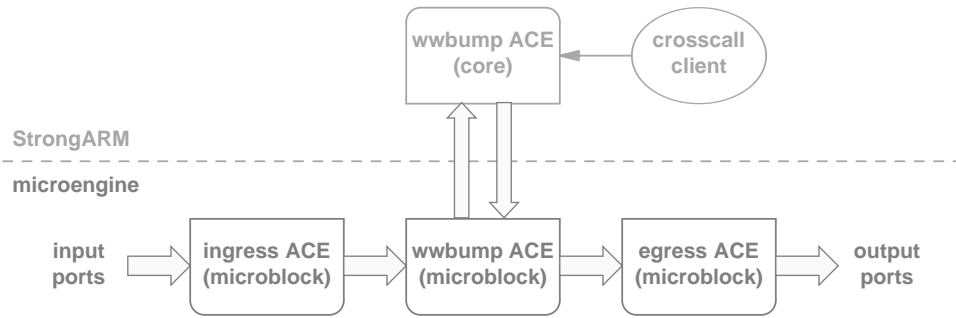 wwbump ACE
(core)
crosscall
client
StrongARM
microengine
input
ports
ingress ACE
(microblock)
wwbump ACE
(microblock)
egress ACE
(microblock)
output
ports